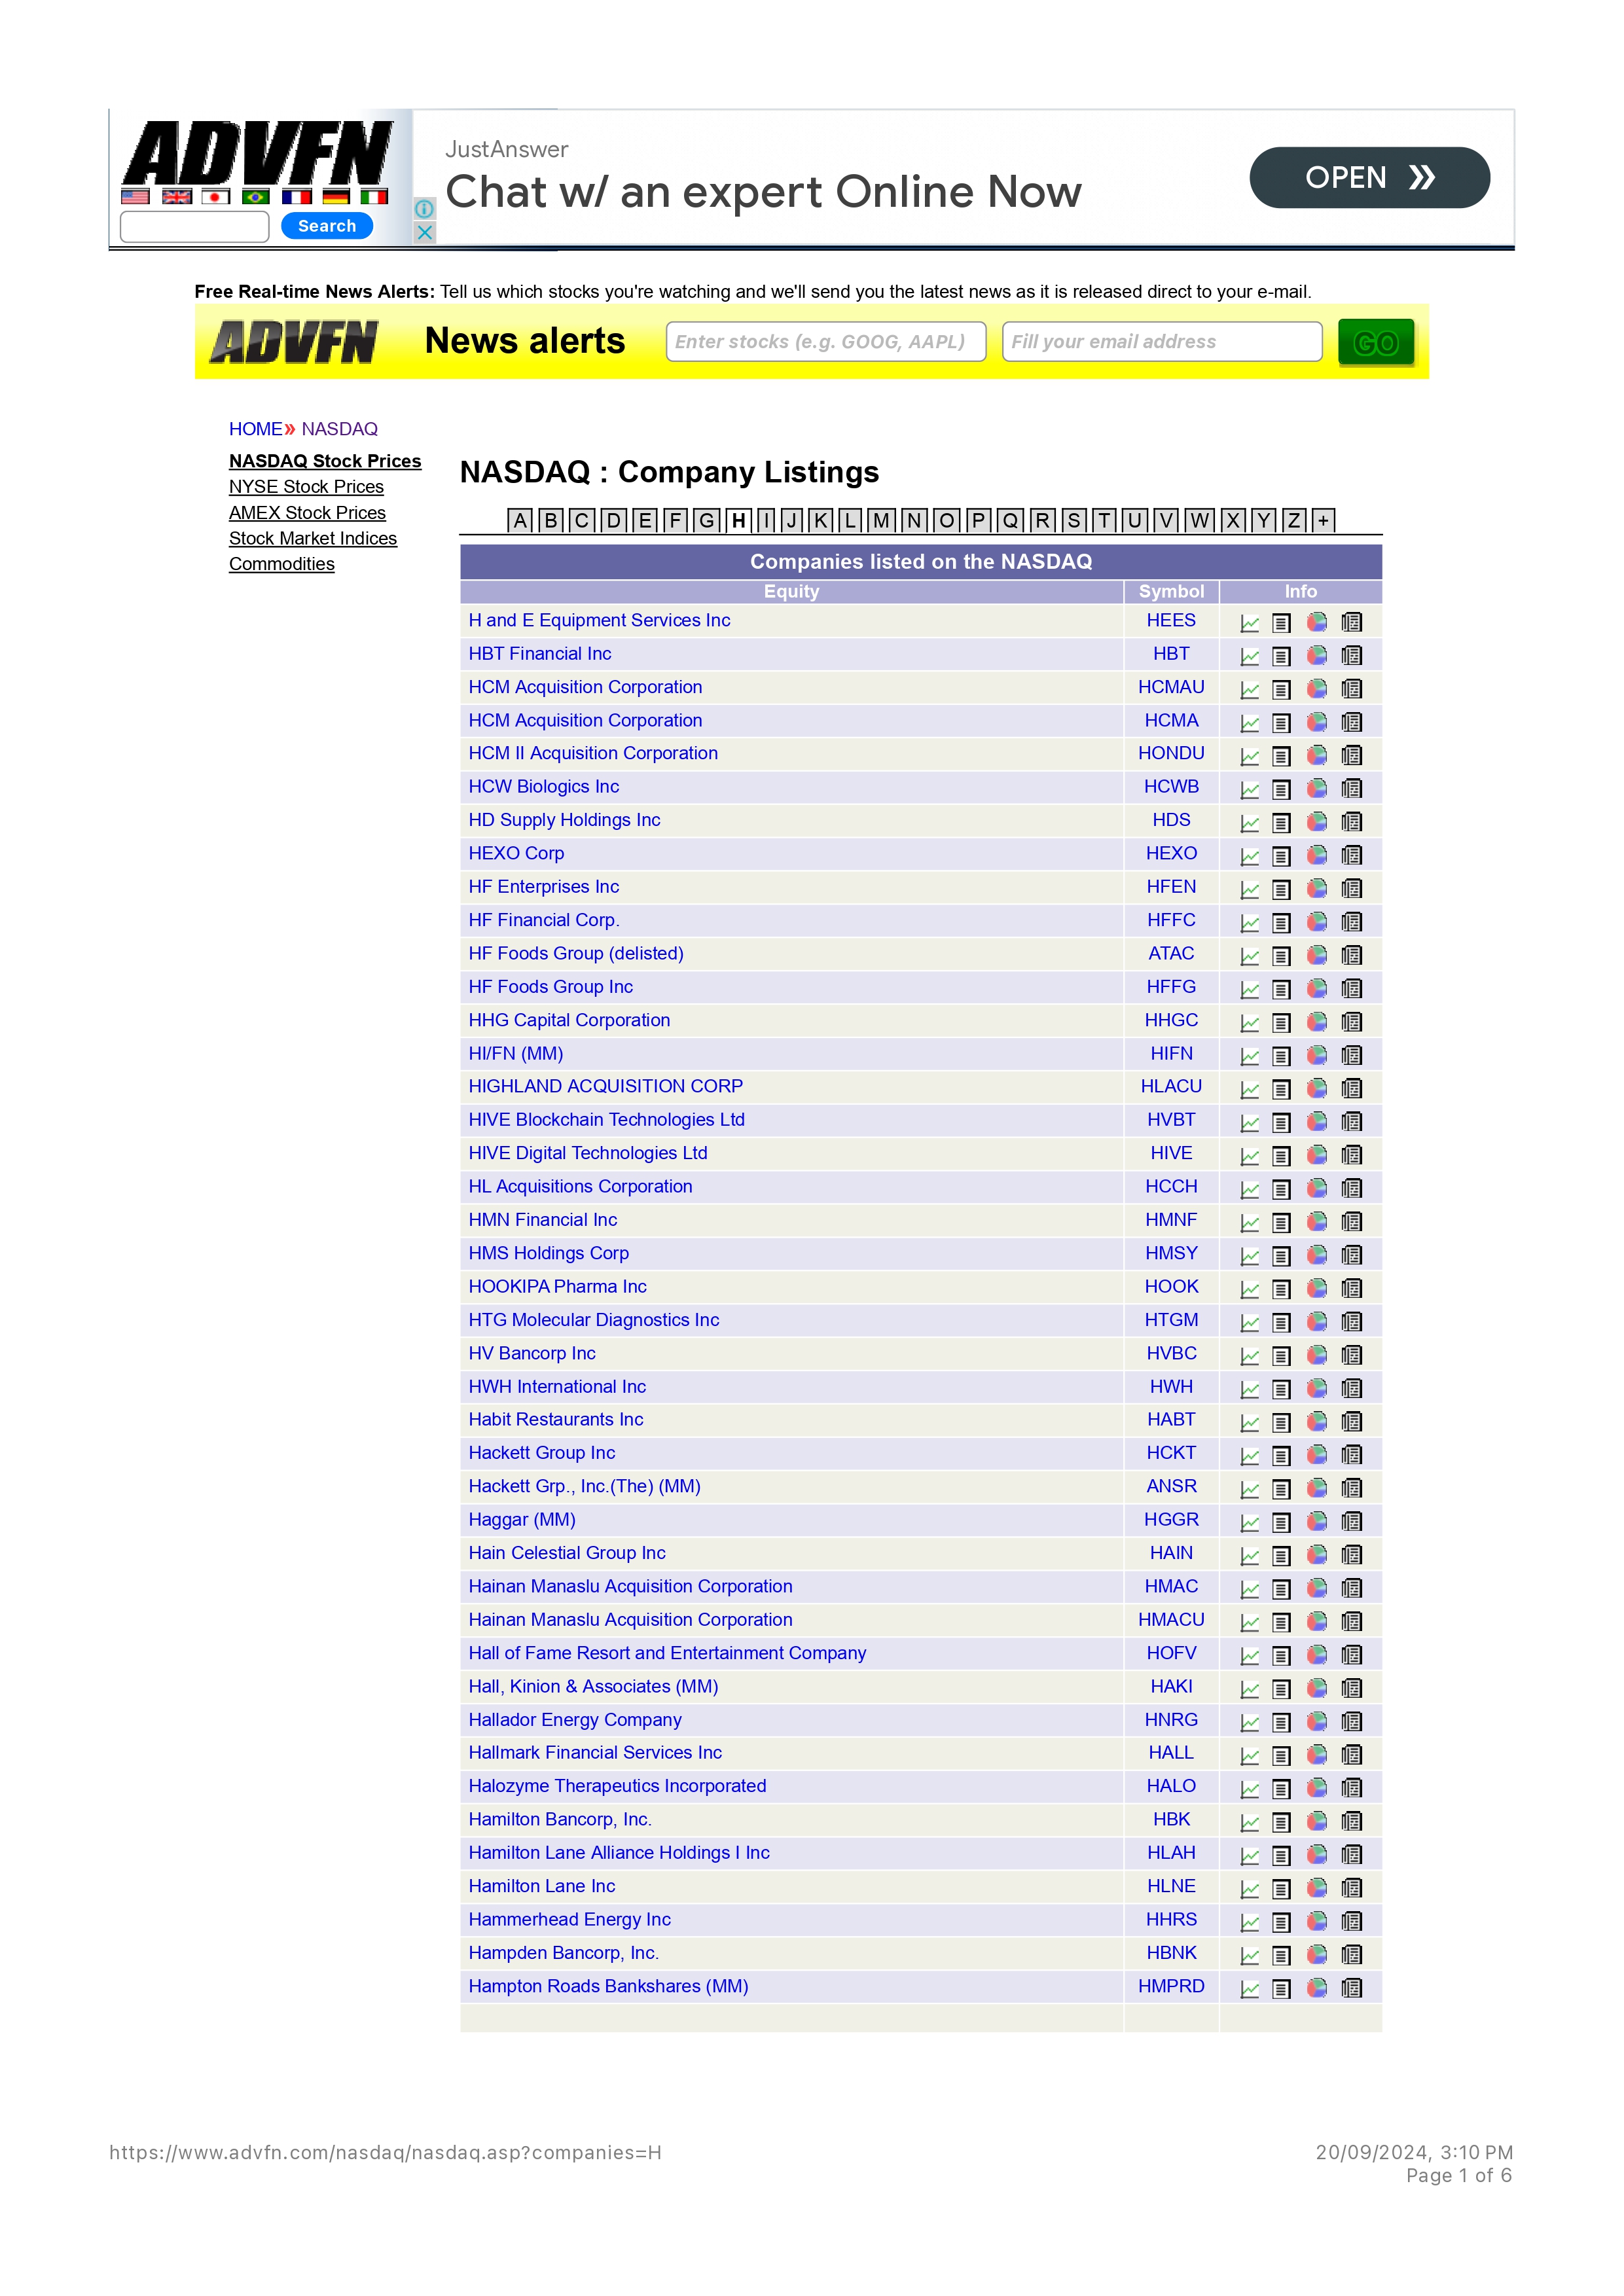 ADVFN
Search
JustAnswer
Chat w/ an expert Online Now
OPEN
Free Real-time News Alerts: Tell us which stocks you're watching and we'll send you the latest news as it is released direct to your e-mail.
ADVFN News alerts Enter stocks (e.g. GOOG, AAPL) Fill your email address GO
HOME» NASDAQ
NASDAQ Stock Prices
NYSE Stock Prices
AMEX Stock Prices
Stock Market Indices
Commodities
NASDAQ : Company Listings
A B C D E F G H I J K L M N O P Q R S T U V W X Y Z +
Companies listed on the NASDAQ
Equity Symbol Info
H and E Equipment Services Inc HEES
HBT Financial Inc HBT
HCM Acquisition Corporation HCMAU
HCM Acquisition Corporation HCMA
HCM II Acquisition Corporation HONDU
HCW Biologics Inc HCWB
HD Supply Holdings Inc HDS
HEXO Corp HEXO
HF Enterprises Inc HFEN
HF Financial Corp. HFFC
HF Foods Group (delisted) ATAC
HF Foods Group Inc HFFG
HHG Capital Corporation HHGC
HI/FN (MM) HIFN
HIGHLAND ACQUISITION CORP HLACU
HIVE Blockchain Technologies Ltd HVBT
HIVE Digital Technologies Ltd HIVE
HL Acquisitions Corporation HCCH
HMN Financial Inc HMNF
HMS Holdings Corp HMSY
HOOKIPA Pharma Inc HOOK
HTG Molecular Diagnostics Inc HTGM
HV Bancorp Inc HVBC
HWH International Inc HWH
Habit Restaurants Inc HABT
Hackett Group Inc HCKT
Hackett Grp., Inc.(The) (MM) ANSR
Haggar (MM) HGGR
Hain Celestial Group Inc HAIN
Hainan Manaslu Acquisition Corporation HMAC
Hainan Manaslu Acquisition Corporation HMACU
Hall of Fame Resort and Entertainment Company HOFV
Hall, Kinion & Associates (MM) HAKI
Hallador Energy Company HNRG
Hallmark Financial Services Inc HALL
Halozyme Therapeutics Incorporated HALO
Hamilton Bancorp, Inc. HBK
Hamilton Lane Alliance Holdings I Inc HLAH
Hamilton Lane Inc HLNE
Hammerhead Energy Inc HHRS
Hampden Bancorp, Inc. HBNK
Hampton Roads Bankshares (MM) HMPRD
https://www.advfn.com/nasdaq/nasdaq.asp?companies=H 20/09/2024, 3:10 PM
Page 1 of 6